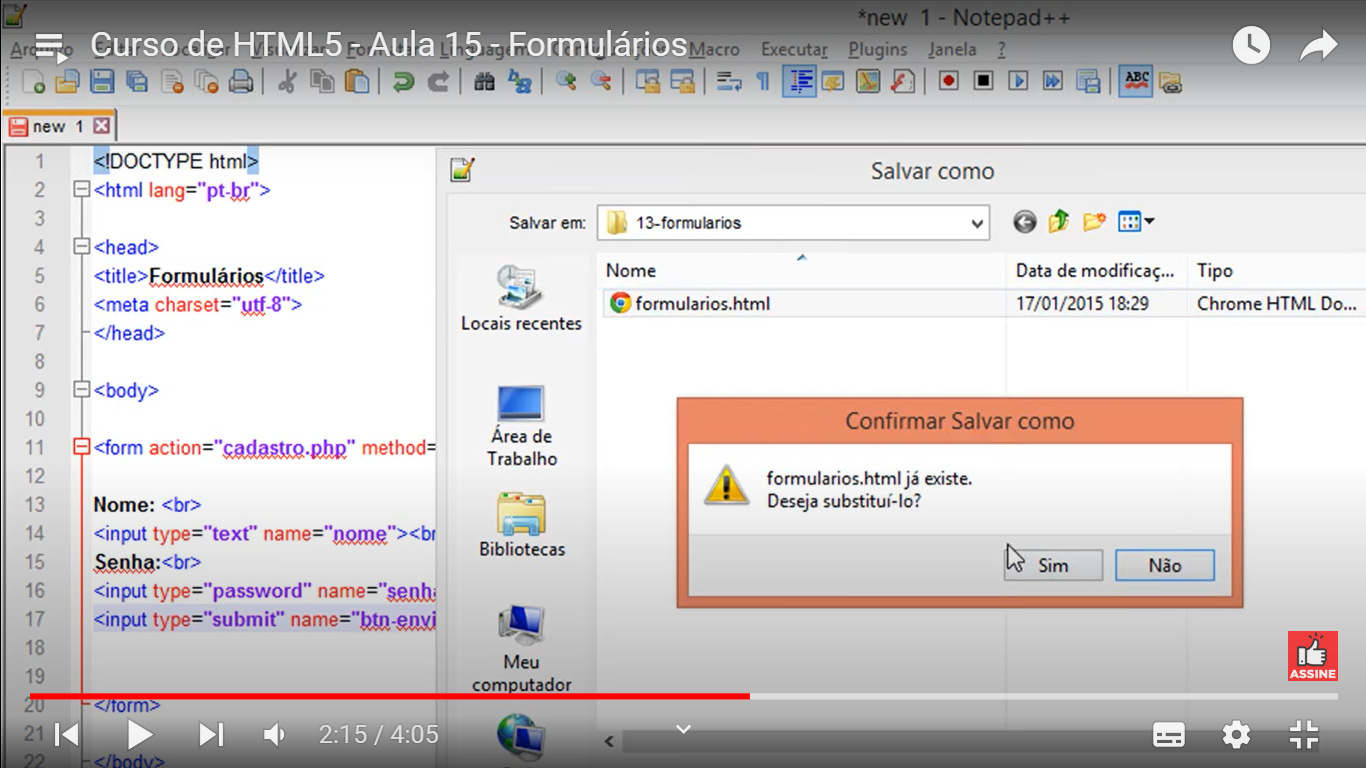 *new 1 - Notepad++
Curso de HTML5 - Aula 15 - Formulários
Macro Executar Plugins Janela ?
ABC
new 1
1 <!DOCTYPE html>
2 <html lang="pt-br">
3
4 <head>
5 <title>Formulários</title>
6 <meta charset="utf-8">
7 </head>
8
9 <body>
10
11 <form action="cadastro.php" method=
12
13 Nome: <br>
14 <input type="text" name="nome"><br
15 Senha:<br>
16 <input type="password" name="senha
17 <input type="submit" name="btn-envi
18
19
20 </form>
21
22 </body>
Salvar como
Salvar em: 13-formularios
Nome Data de modificaç... Tipo
formularios.html 17/01/2015 18:29 Chrome HTML Do...
Locais recentes
Área de
Trabalho
Bibliotecas
Meu
computador
Confirmar Salvar como
formularios.html já existe.
Deseja substituí-lo?
Sim Não
ASSINE
2:15 / 4:05